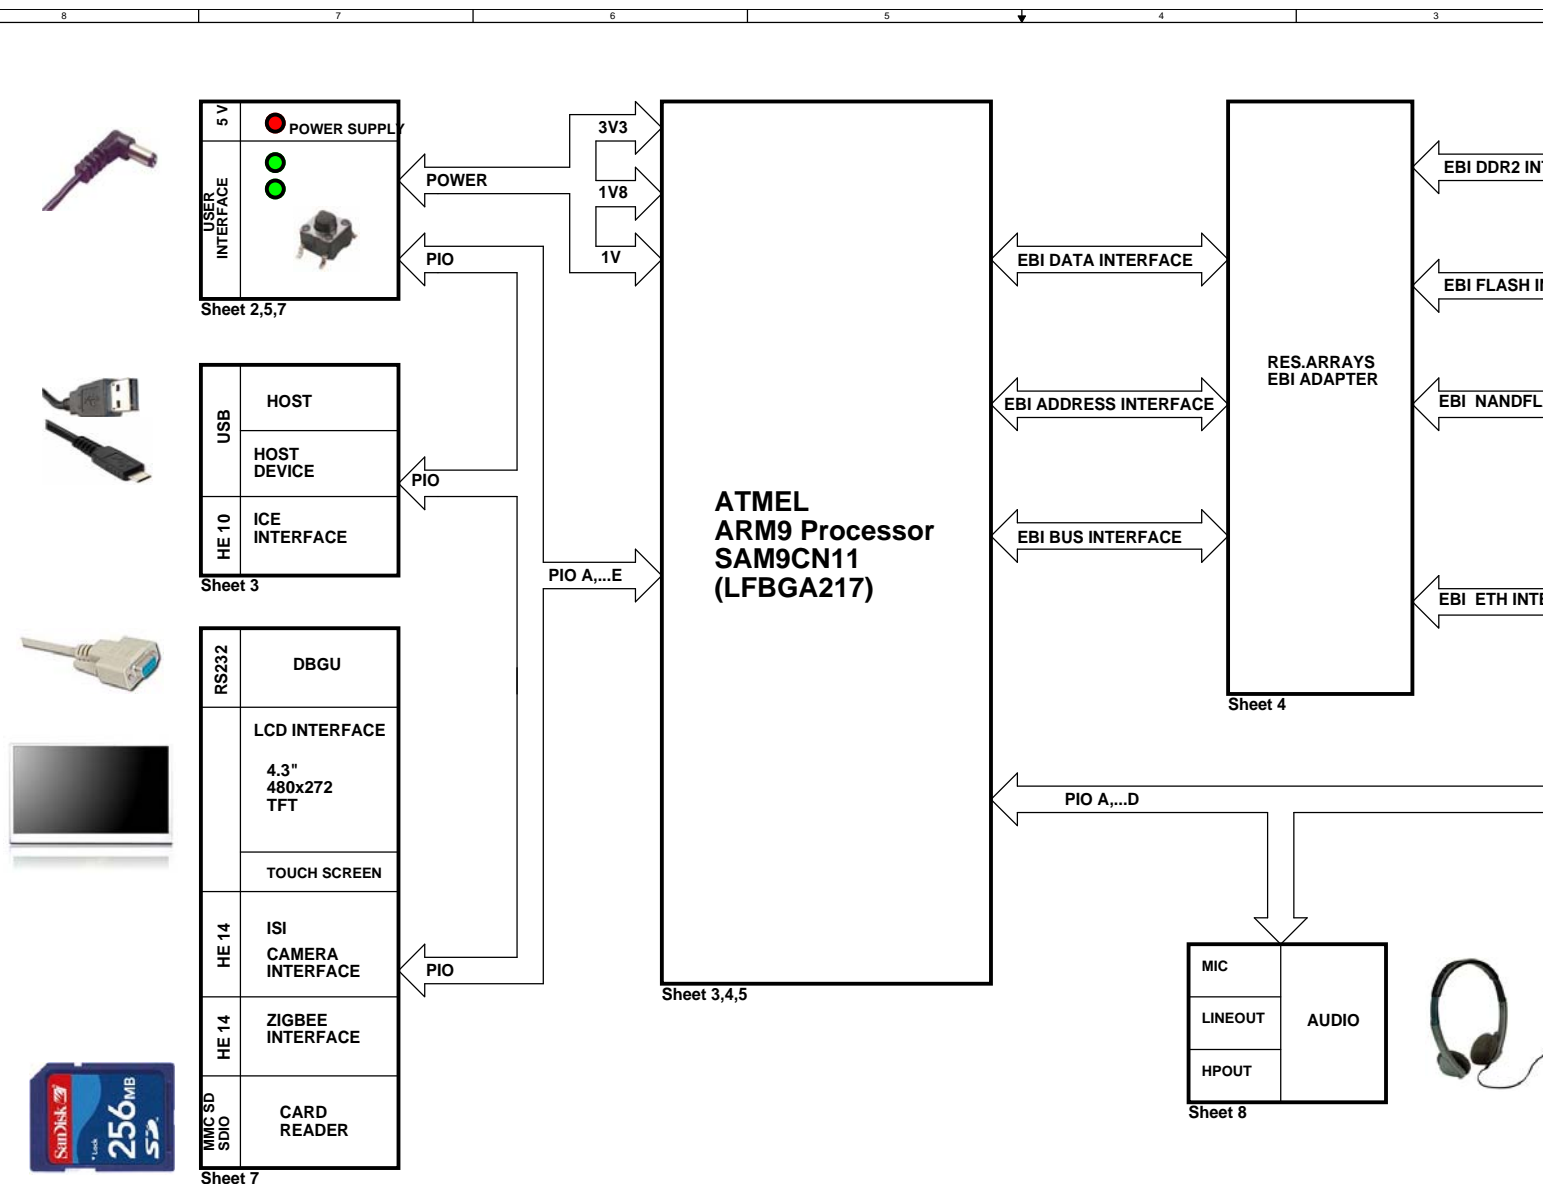 8 7 6 5 4 3
5 V
POWER SUPPLY
USER
INTERFACE
Sheet 2,5,7
POWER
PIO
3V3
1V8
1V
USB
HOST
HOST
DEVICE
HE 10
ICE
INTERFACE
Sheet 3
PIO
PIO A,...E
RS232
DBGU
LCD INTERFACE
4.3"
480x272
TFT
TOUCH SCREEN
HE 14
ISI
CAMERA
INTERFACE
PIO
HE 14
ZIGBEE
INTERFACE
MMC SD
SDIO
CARD
READER
Sheet 7
SanDisk
Lock
256MB
SD
ATMEL
ARM9 Processor
SAM9CN11
(LFBGA217)
Sheet 3,4,5
EBI DATA INTERFACE
EBI ADDRESS INTERFACE
EBI BUS INTERFACE
RES.ARRAYS
EBI ADAPTER
Sheet 4
EBI DDR2 IN
EBI FLASH I
EBI NANDFL
EBI ETH INTE
PIO A,...D
MIC
LINEOUT
HPOUT
AUDIO
Sheet 8